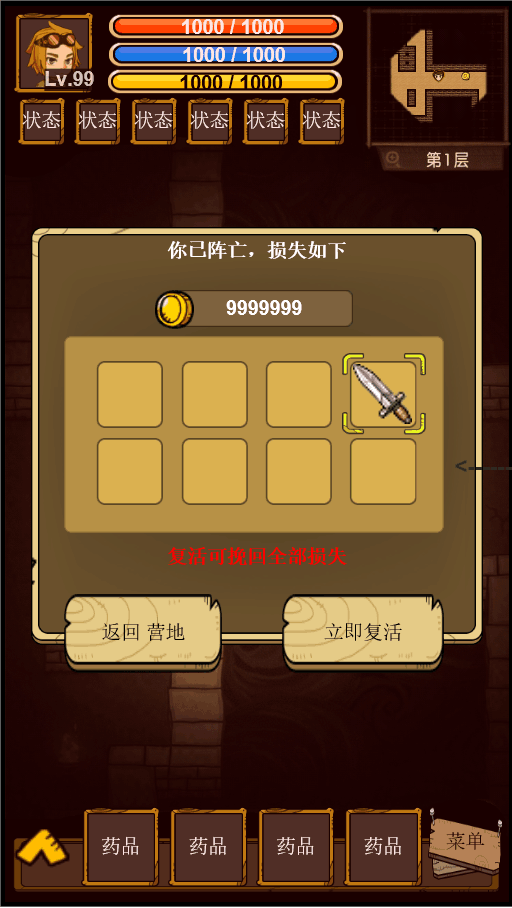 1000 / 1000
1000 / 1000
Lv.99
1000 / 1000
状态 状态 状态 状态 状态 状态
第1层
你已阵亡，损失如下
9999999
复活可挽回全部损失
返回 营地
立即复活
药品 药品 药品 药品
菜单